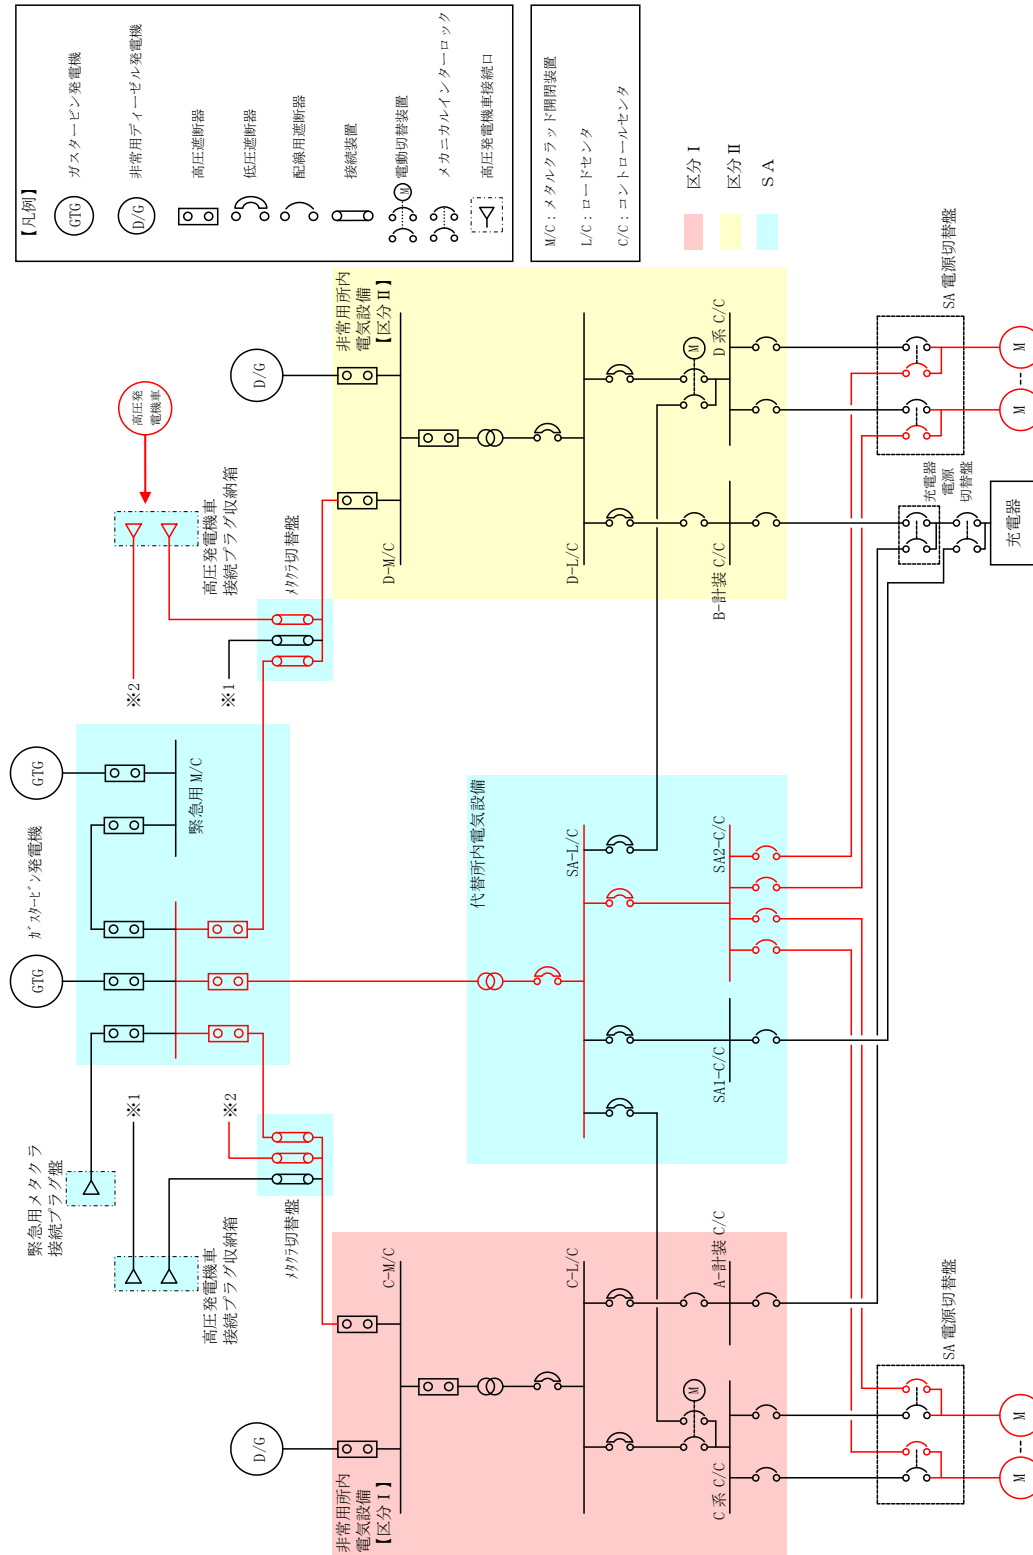 【凡例】
GTG
ガスタービン発電機
D/G
非常用ディーゼル発電機
高圧遮断器
低圧遮断器
配線用遮断器
接続装置
M
電動切替装置
メカニカルインターロック
高圧発電機車接続口
M/C：メタルクラッド開閉装置
L/C：ロードセンタ
C/C：コントロールセンタ
区分Ⅰ
区分Ⅱ
ＳＡ
緊急用メタクラ
接続プラグ盤
GTG
ｶﾞｽﾀｰﾋﾞﾝ発電機
GTG
緊急用 M/C
高圧発
電機車
高圧発電機車
接続プラグ収納箱
※1
※2
高圧発電機車
接続プラグ収納箱
※2
※1
ﾒﾀｸﾗ切替盤
ﾒﾀｸﾗ切替盤
D/G
非常用所内
電気設備
【区分Ⅰ】
C-M/C
C-L/C
M
C 系 C/C
A-計装 C/C
代替所内電気設備
SA-L/C
SA1-C/C
SA2-C/C
D/G
非常用所内
電気設備
【区分Ⅱ】
D-M/C
D-L/C
M
B-計装 C/C
D 系 C/C
SA 電源切替盤
M
M
充電器
電源
切替盤
充電器
SA 電源切替盤
M
M